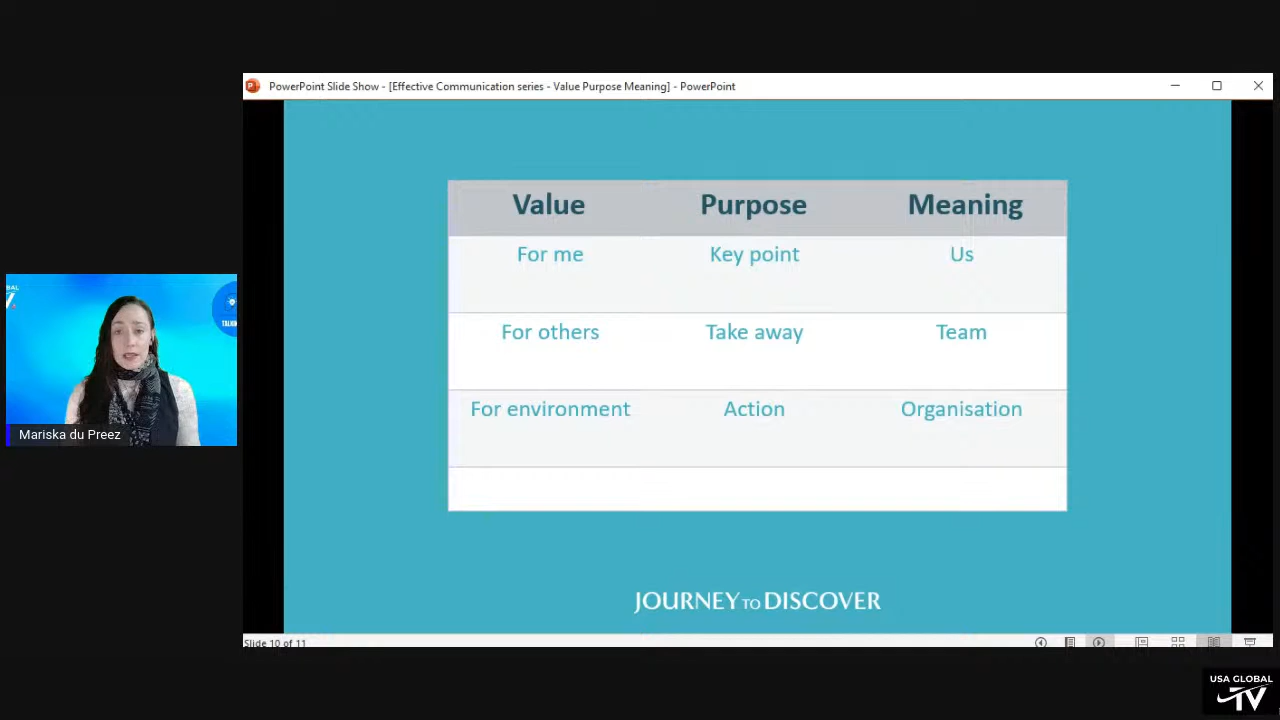 PowerPoint Slide Show - [Effective Communication series - Value Purpose Meaning] - PowerPoint
Value Purpose Meaning
For me Key point Us
For others Take away Team
For environment Action Organisation
JOURNEY TO DISCOVER
Slide 10 of 11
Mariska du Preez
USA GLOBAL
TV